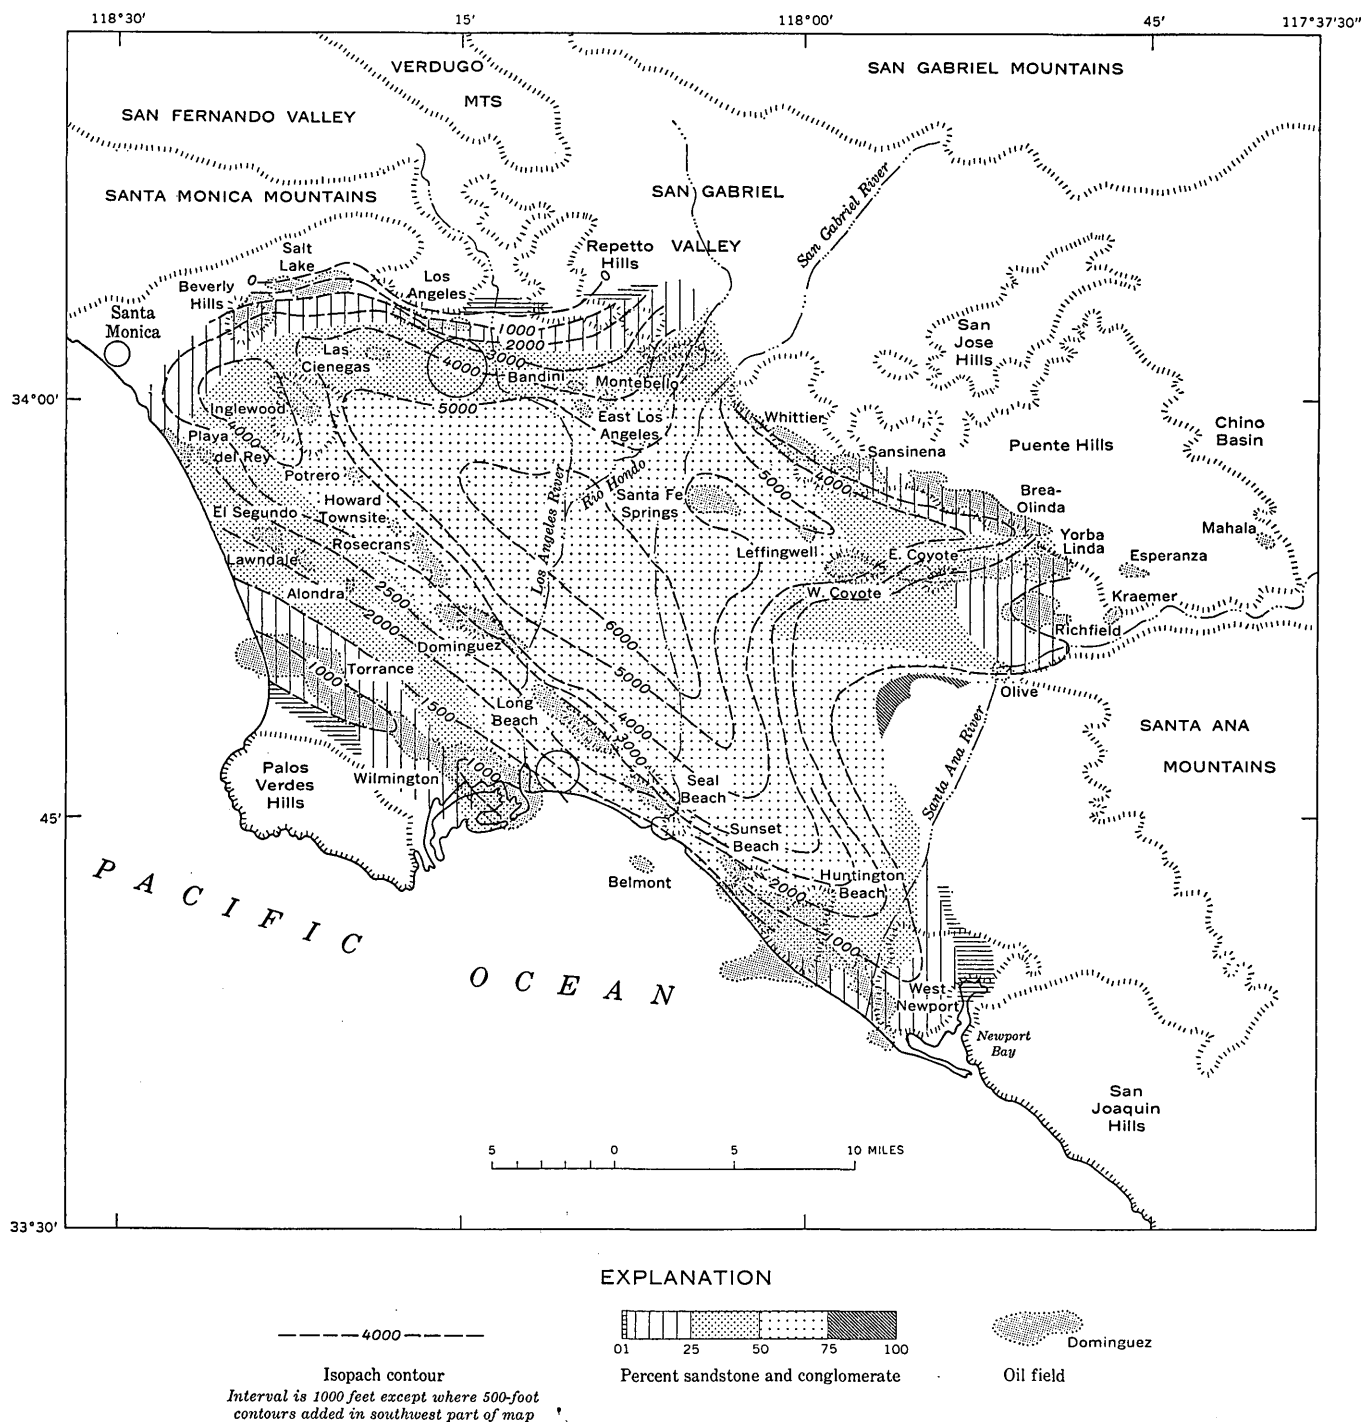 118°30'
15'
118°00'
45'
117°37'30"
VERDUGO
MTS
SAN GABRIEL MOUNTAINS
SAN FERNANDO VALLEY
SANTA MONICA MOUNTAINS
SAN GABRIEL
VALLEY
San Gabriel River
Repetto
Hills
Salt
Lake
0
Los
Angeles
0
Beverly
Hills
Santa
Monica
1000
2000
3000
4000
Las
Cienegas
Bandini
Montebello
San
Jose
Hills
34°00'
5000
Inglewood
East Los
Angeles
Whittier
Chino
Basin
4000
Playa
del Rey
Sansinena
Puente Hills
Potrero
Los Angeles River
Rio Hondo
Santa Fe
Springs
5000
4000
Brea-
Olinda
Howard
Townsite
El Segundo
Rosecrans
Leffingwell
E. Coyote
Yorba
Linda
Mahala
Esperanza
Lawndale
Alondra
2500
2000
W. Coyote
Kraemer
Richfield
6000
Dominguez
5000
Torrance
1000
1500
Olive
Long
Beach
4000
3000
Santa Ana River
SANTA ANA
MOUNTAINS
Palos
Verdes
Hills
Wilmington
1000
Seal
Beach
45'
Sunset
Beach
Belmont
2000
Huntington
Beach
1000
PACIFIC
OCEAN
West
Newport
Newport
Bay
San
Joaquin
Hills
5 0 5 10 MILES
33°30'
EXPLANATION
4000
Isopach contour
Interval is 1000 feet except where 500-foot
contours added in southwest part of map
01 25 50 75 100
Percent sandstone and conglomerate
Dominguez
Oil field